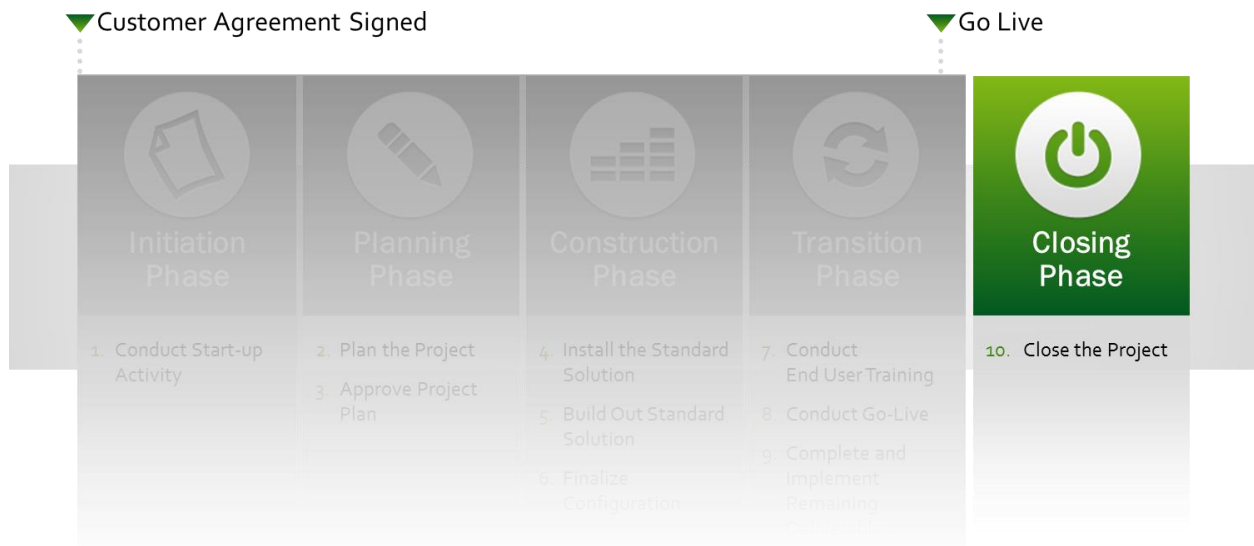 Customer Agreement Signed
Go Live
Initiation
Phase
Planning
Phase
Construction
Phase
Transition
Phase
Closing
Phase
1. Conduct Start-up
Activity
2. Plan the Project
3. Approve Project
Plan
4. Install the Standard
Solution
5. Build Out Standard
Solution
6. Finalize
Configuration
7. Conduct
End User Training
8. Conduct Go-Live
9. Complete and
Implement
Remaining
10. Close the Project